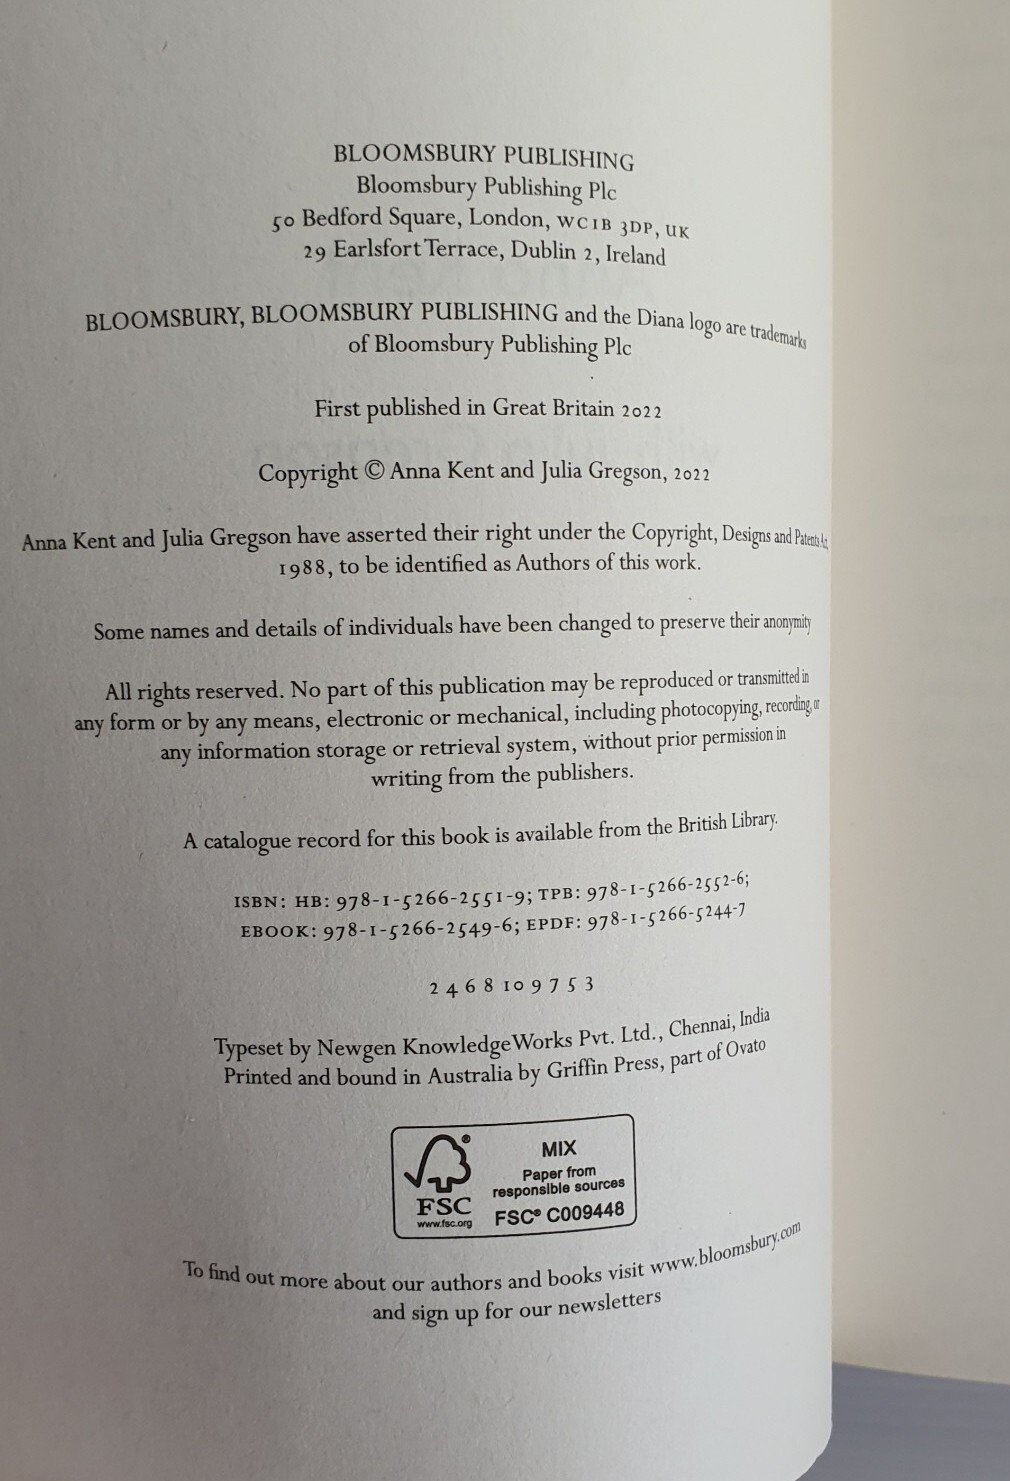 BLOOMSBURY PUBLISHING
Bloomsbury Publishing Plc
50 Bedford Square, London, WC1B 3DP, UK
29 Earlsfort Terrace, Dublin 2, Ireland
BLOOMSBURY, BLOOMSBURY PUBLISHING and the Diana logo are trademarks
of Bloomsbury Publishing Plc
First published in Great Britain 2022
Copyright © Anna Kent and Julia Gregson, 2022
Anna Kent and Julia Gregson have asserted their right under the Copyright, Designs and Patents Act,
1988, to be identified as Authors of this work.
Some names and details of individuals have been changed to preserve their anonymity
All rights reserved. No part of this publication may be reproduced or transmitted in
any form or by any means, electronic or mechanical, including photocopying, recording, or
any information storage or retrieval system, without prior permission in
writing from the publishers.
A catalogue record for this book is available from the British Library.
ISBN: HB: 978-1-5266-2551-9; TPB: 978-1-5266-2552-6;
EBOOK: 978-1-5266-2549-6; EPDF: 978-1-5266-5244-7
2 4 6 8 10 9 7 5 3
Typeset by Newgen KnowledgeWorks Pvt. Ltd., Chennai, India
Printed and bound in Australia by Griffin Press, part of Ovato
FSC
www.fsc.org
MIX
Paper from
responsible sources
FSC® C009448
To find out more about our authors and books visit www.bloomsbury.com
and sign up for our newsletters